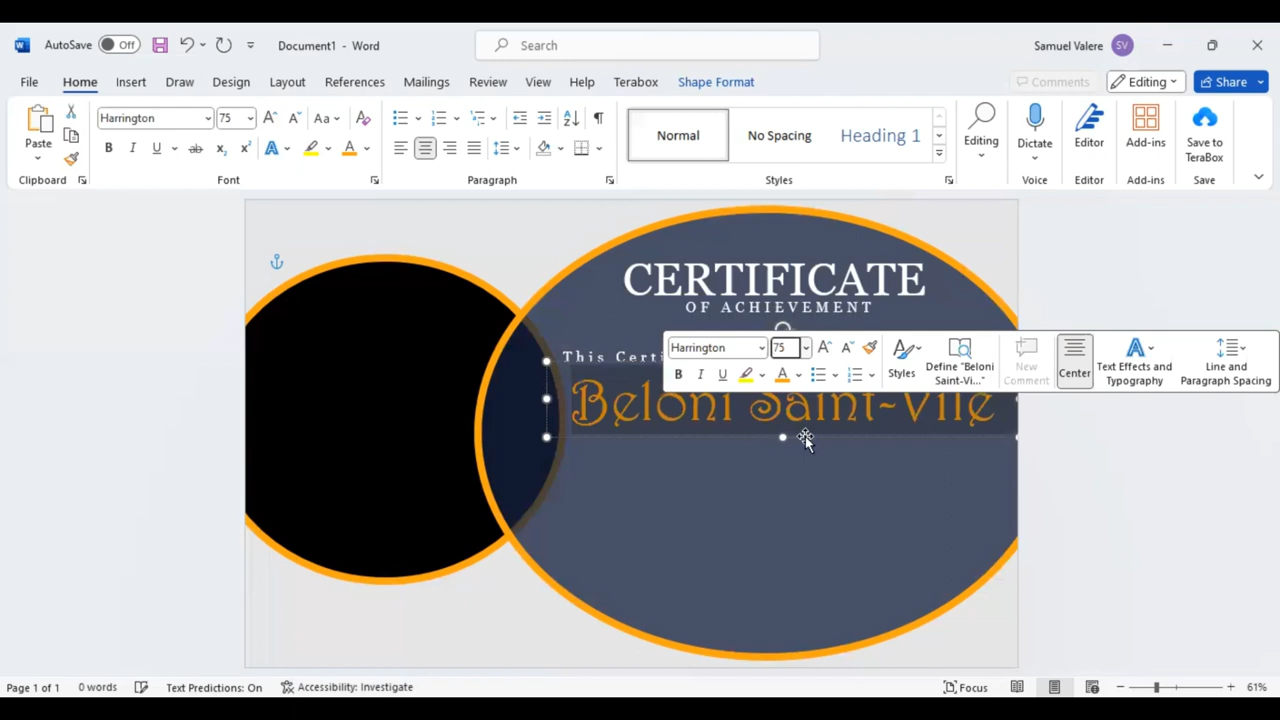 AutoSave Off Document1 - Word Search Samuel Valere SV
File Home Insert Draw Design Layout References Mailings Review View Help Terabox Shape Format Comments Editing Share
Paste Harrington 75 Aa Normal No Spacing Heading 1 Editing Dictate Editor Add-ins Save to TeraBox
Clipboard Font Paragraph Styles Voice Editor Add-ins Save
CERTIFICATE
OF ACHIEVEMENT
This Certi
Harrington 75 Styles Define "Beloni Saint-Vi..." New Comment Center Text Effects and Typography Line and Paragraph Spacing
Beloni Saint-Vile
Page 1 of 1 0 words Text Predictions: On Accessibility: Investigate Focus 61%